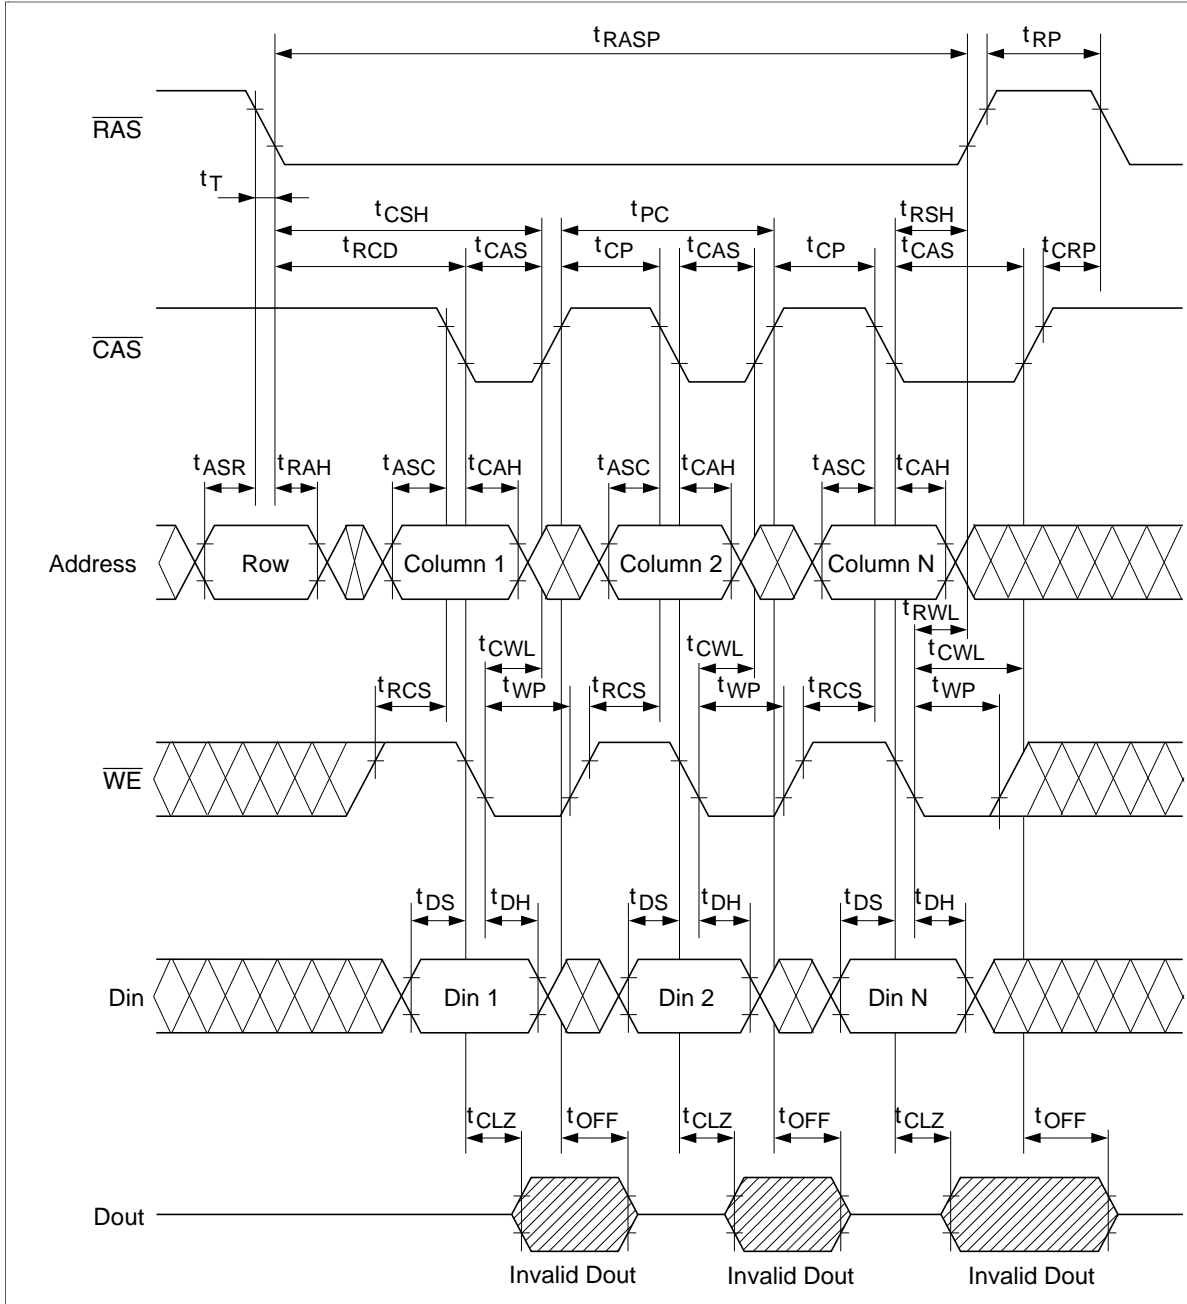 tRASP tRP
RAS
tT
tCSH tPC tRSH
tRCD tCAS tCP tCAS tCP tCAS tCRP
CAS
tASR tRAH tASC tCAH tASC tCAH tASC tCAH
Address Row Column 1 Column 2 Column N
tRWL
tCWL tCWL tCWL
tRCS tWP tRCS tWP tRCS tWP
WE
tDS tDH tDS tDH tDS tDH
Din Din 1 Din 2 Din N
tCLZ tOFF tCLZ tOFF tCLZ tOFF
Dout
Invalid Dout Invalid Dout Invalid Dout